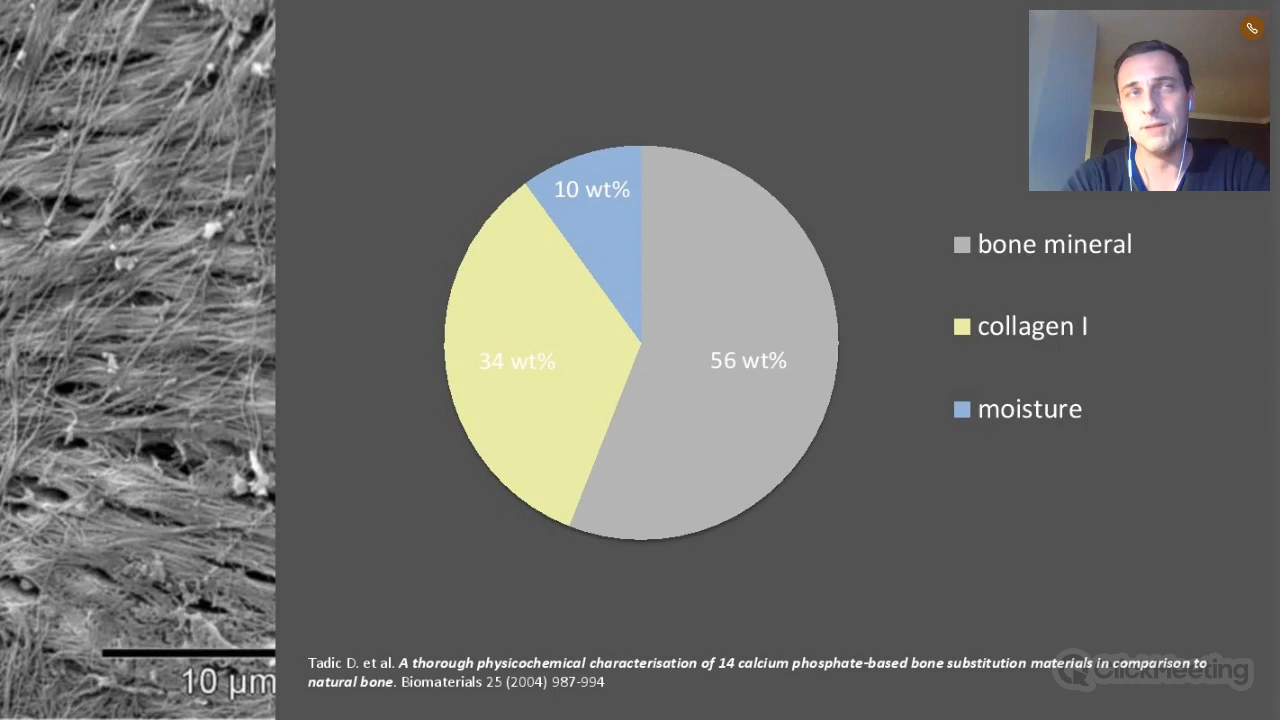 10 wt%
34 wt%
56 wt%
bone mineral
collagen I
moisture
10 µm
Tadic D. et al. A thorough physicochemical characterisation of 14 calcium phosphate-based bone substitution materials in comparison to
natural bone. Biomaterials 25 (2004) 987-994
ClickMeeting